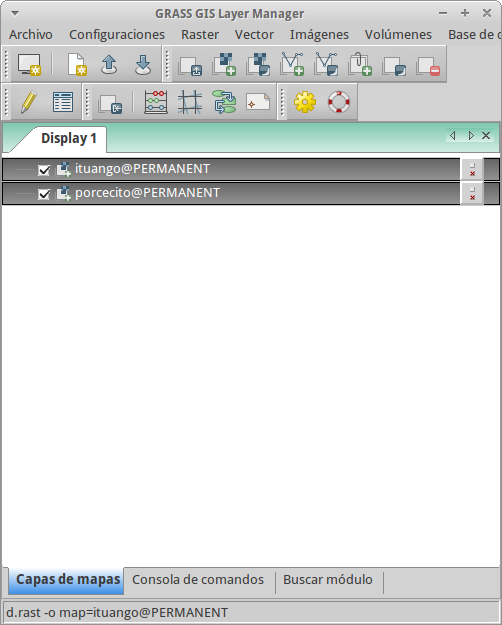 GRASS GIS Layer Manager
Archivo Configuraciones Raster Vector Imágenes Volúmenes Base de
Display 1
ituango@PERMANENT
porcecito@PERMANENT
Capas de mapas Consola de comandos Buscar módulo
d.rast -o map=ituango@PERMANENT